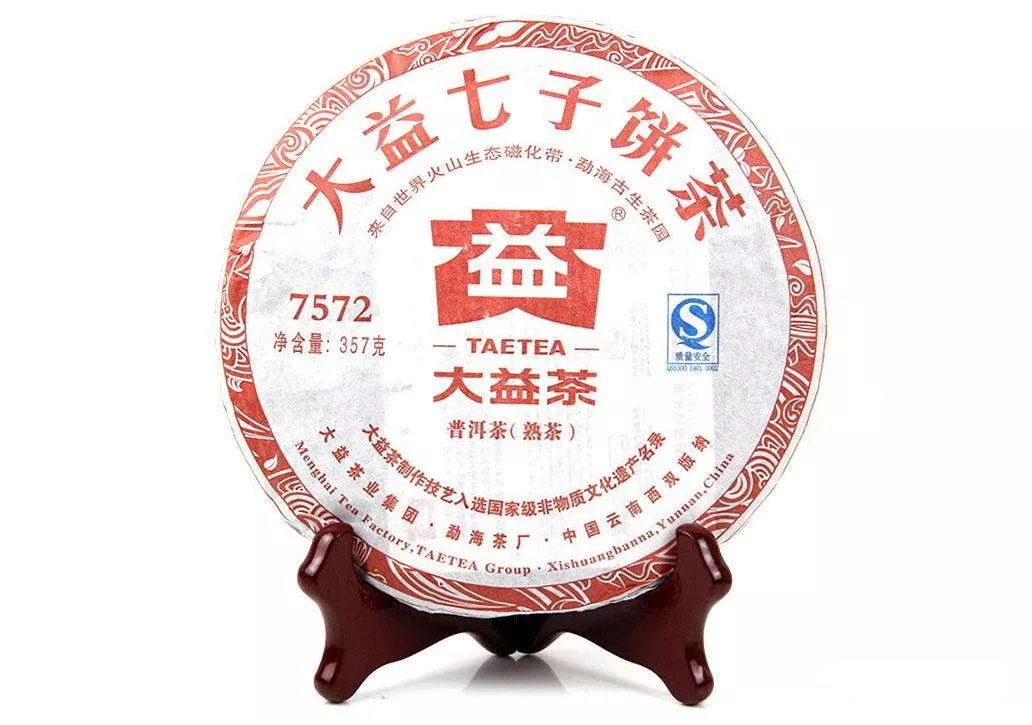 大益七子饼茶
来自世界火山生态磁化带·勐海古生茶园
益
®
7572
净含量: 357克
TAETEA
大益茶
普洱茶(熟茶)
QS
质量安全
大益茶制作技艺入选国家级非物质文化遗产名录
大益茶业集团·勐海茶厂·中国云南西双版纳
Menghai Tea Factory,TAETEA Group · Xishuangbanna,Yunnan,China